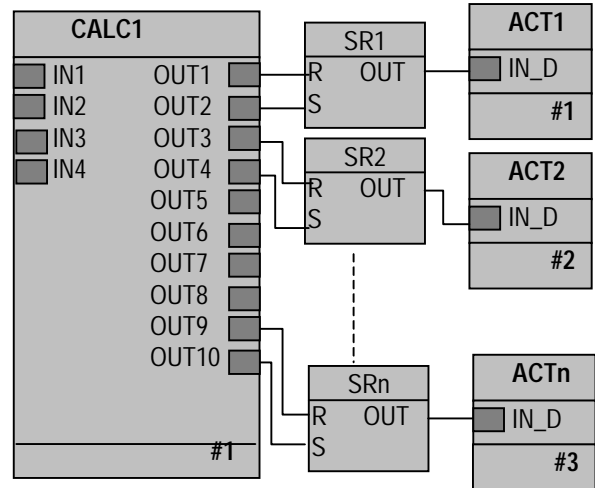 CALC1
IN1 OUT1
IN2 OUT2
IN3 OUT3
IN4 OUT4
OUT5
OUT6
OUT7
OUT8
OUT9
OUT10
#1
SR1
R OUT
S
SR2
R OUT
S
SRn
R OUT
S
ACT1
IN_D
#1
ACT2
IN_D
#2
ACTn
IN_D
#3